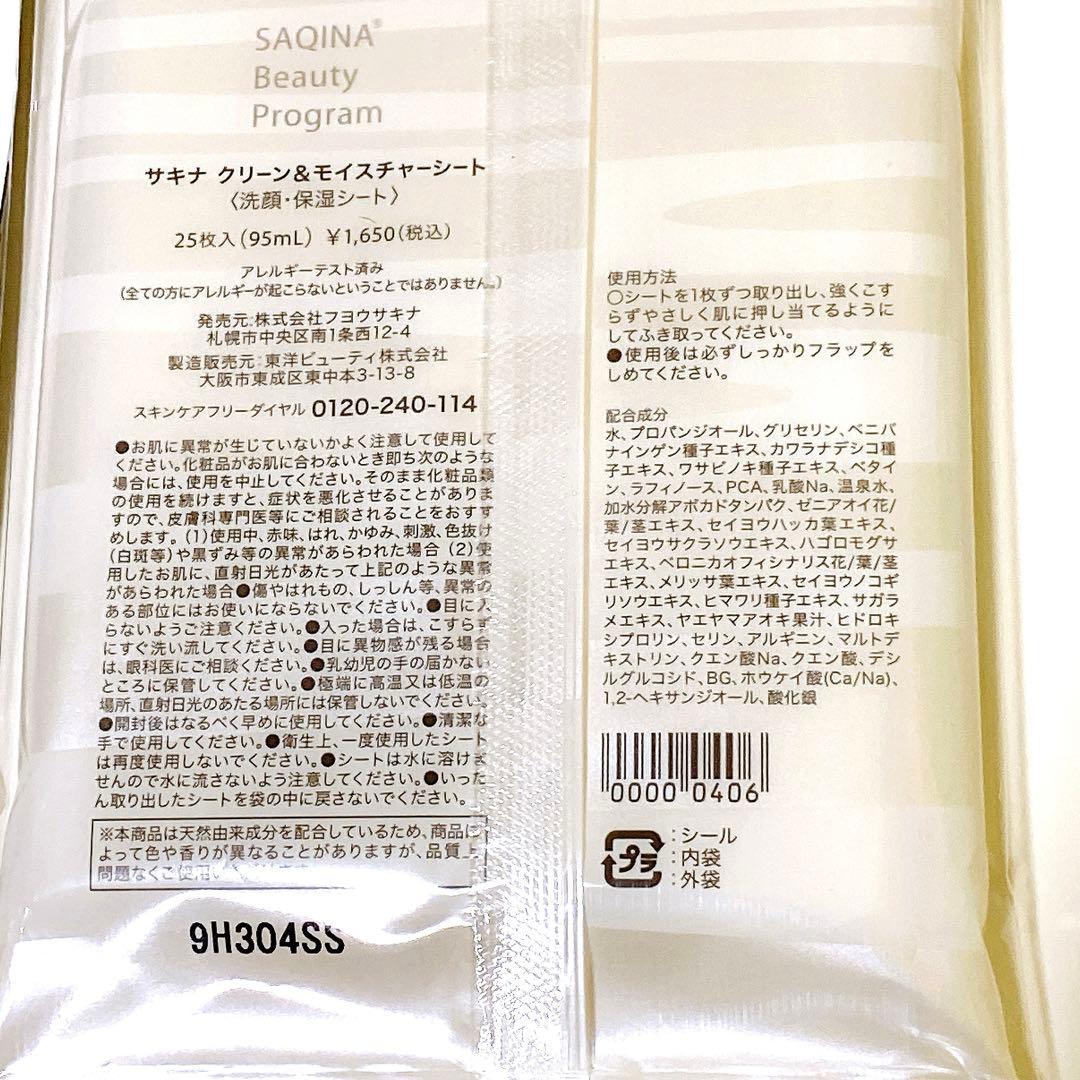 SAQINA®
Beauty
Program
サキナ クリーン&モイスチャーシート
〈洗顔・保湿シート〉
25枚入(95mL) ¥1,650(税込)
アレルギーテスト済み
(全ての方にアレルギーが起こらないということではありません。)
発売元:株式会社フヨウサキナ
札幌市中央区南1条西12-4
製造販売元:東洋ビューティ株式会社
大阪市東成区東中本3-13-8
スキンケアフリーダイヤル 0120-240-114
●お肌に異常が生じていないかよく注意して使用して
ください。化粧品がお肌に合わないとき即ち次のような
場合には、使用を中止してください。そのまま化粧品類
の使用を続けますと、症状を悪化させることがありま
すので、皮膚科専門医等にご相談されることをおすす
めします。(1)使用中、赤味、はれ、かゆみ、刺激、色抜け
(白斑等)や黒ずみ等の異常があらわれた場合 (2)使
用したお肌に、直射日光があたって上記のような異常
があらわれた場合●傷やはれもの、しっしん等、異常の
ある部位にはお使いにならないでください。●目に入
らないようご注意ください。●入った場合は、こすらず
にすぐ洗い流してください。●目に異物感が残る場合
は、眼科医にご相談ください。●乳幼児の手の届かない
ところに保管してください。●極端に高温又は低温の
場所、直射日光のあたる場所には保管しないでください。
●開封後はなるべく早めに使用してください。●清潔な
手で使用してください。●衛生上、一度使用したシート
は再度使用しないでください。●シートは水に溶けま
せんので水に流さないよう注意してください。●いった
ん取り出したシートを袋の中に戻さないでください。
※本商品は天然由来成分を配合しているため、商品に
よって色や香りが異なることがありますが、品質上
問題なくご使用い
9H304SS
使用方法
○シートを1枚ずつ取り出し、強くこす
らずやさしく肌に押し当てるように
してふき取ってください。
●使用後は必ずしっかりフラップを
しめてください。
配合成分
水、プロパンジオール、グリセリン、ベニバ
ナインゲン種子エキス、カワラナデシコ種
子エキス、ワサビノキ種子エキス、ベタイ
ン、ラフィノース、PCA、乳酸Na、温泉水、
加水分解アボカドタンパク、ゼニアオイ花/
葉/茎エキス、セイヨウハッカ葉エキス、
セイヨウサクラソウエキス、ハゴロモグサ
エキス、ベロニカオフィシナリス花/葉/茎
エキス、メリッサ葉エキス、セイヨウノコギ
リソウエキス、ヒマワリ種子エキス、サガラ
メエキス、ヤエヤマアオキ果汁、ヒドロキ
シプロリン、セリン、アルギニン、マルトデ
キストリン、クエン酸Na、クエン酸、デシ
ルグルコシド、BG、ホウケイ酸(Ca/Na)、
1,2-ヘキサンジオール、酸化銀
0000 0406
プラ
:シール
:内袋
:外袋